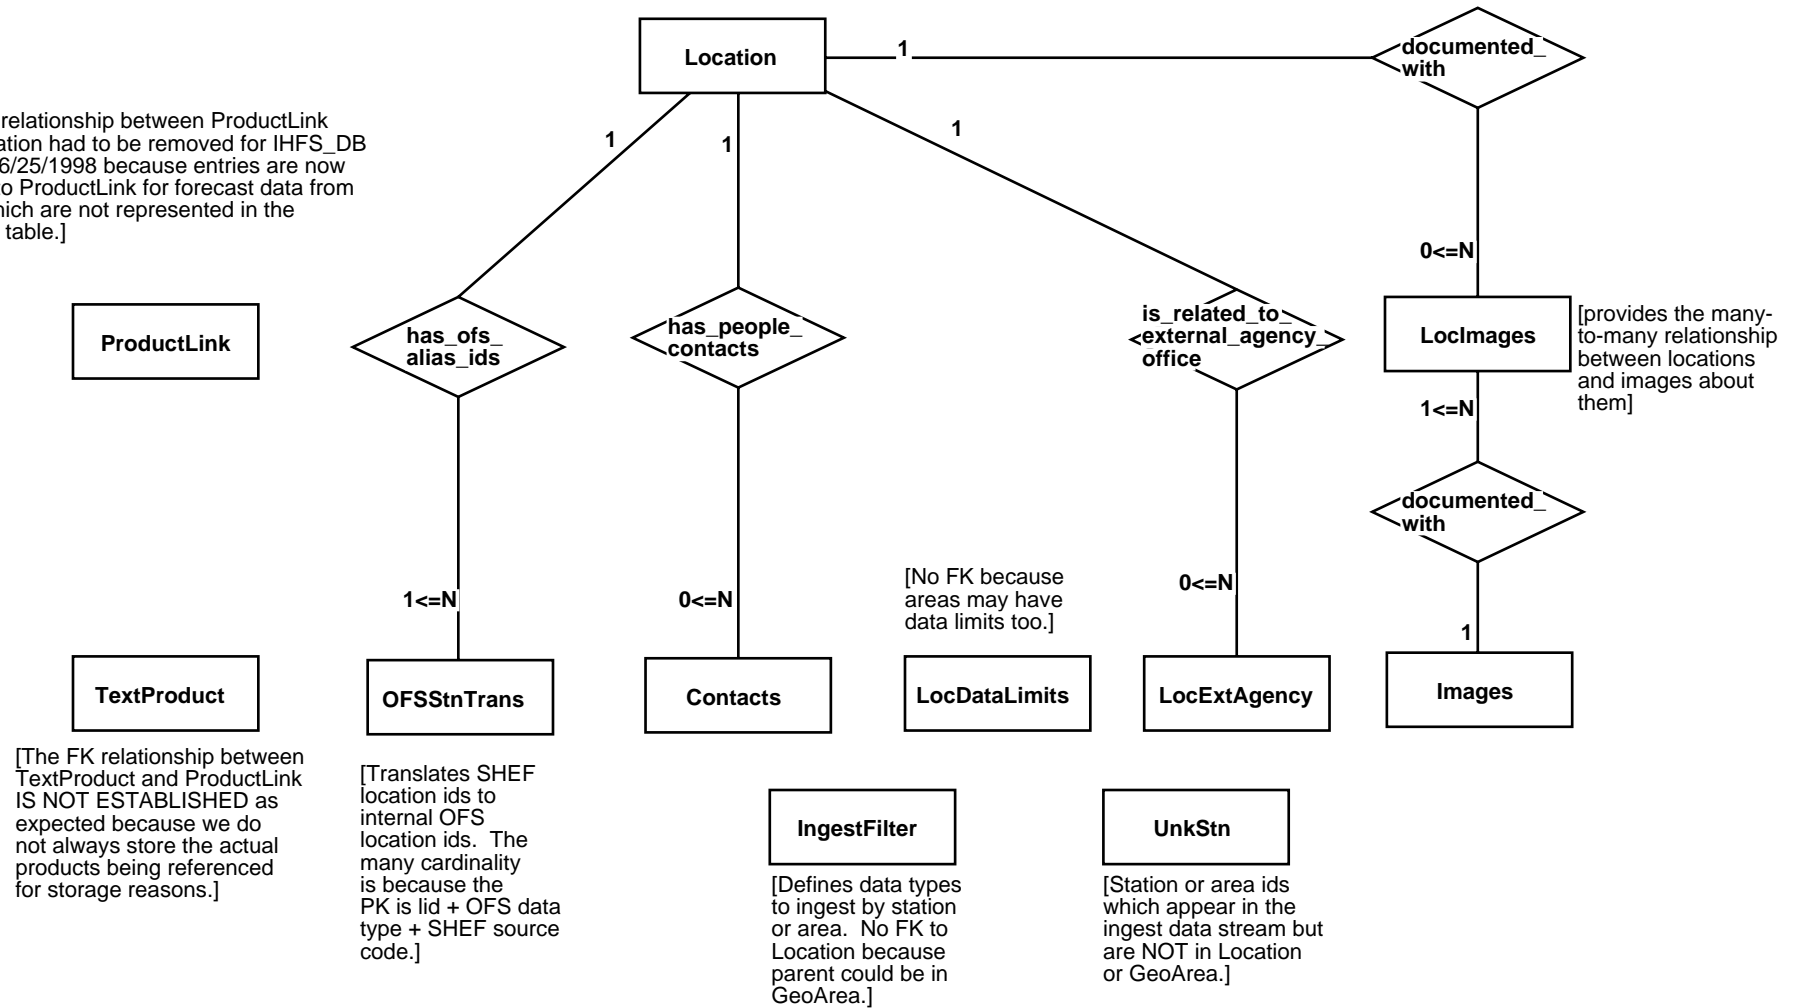 Location
1
documented_
with
relationship between ProductLink
ation had to be removed for IHFS_DB
6/25/1998 because entries are now
to ProductLink for forecast data from
hich are not represented in the
table.]
1
1
1
0<=N
ProductLink
has_ofs_
alias_ids
has_people_
contacts
is_related_to_
external_agency_
office
LocImages
[provides the many-
to-many relationship
between locations
and images about
them]
1<=N
documented_
with
1<=N
0<=N
[No FK because
areas may have
data limits too.]
0<=N
1
TextProduct
OFSStnTrans
Contacts
LocDataLimits
LocExtAgency
Images
[The FK relationship between
TextProduct and ProductLink
IS NOT ESTABLISHED as
expected because we do
not always store the actual
products being referenced
for storage reasons.]
[Translates SHEF
location ids to
internal OFS
location ids. The
many cardinality
is because the
PK is lid + OFS data
type + SHEF source
code.]
IngestFilter
[Defines data types
to ingest by station
or area. No FK to
Location because
parent could be in
GeoArea.]
UnkStn
[Station or area ids
which appear in the
ingest data stream but
are NOT in Location
or GeoArea.]